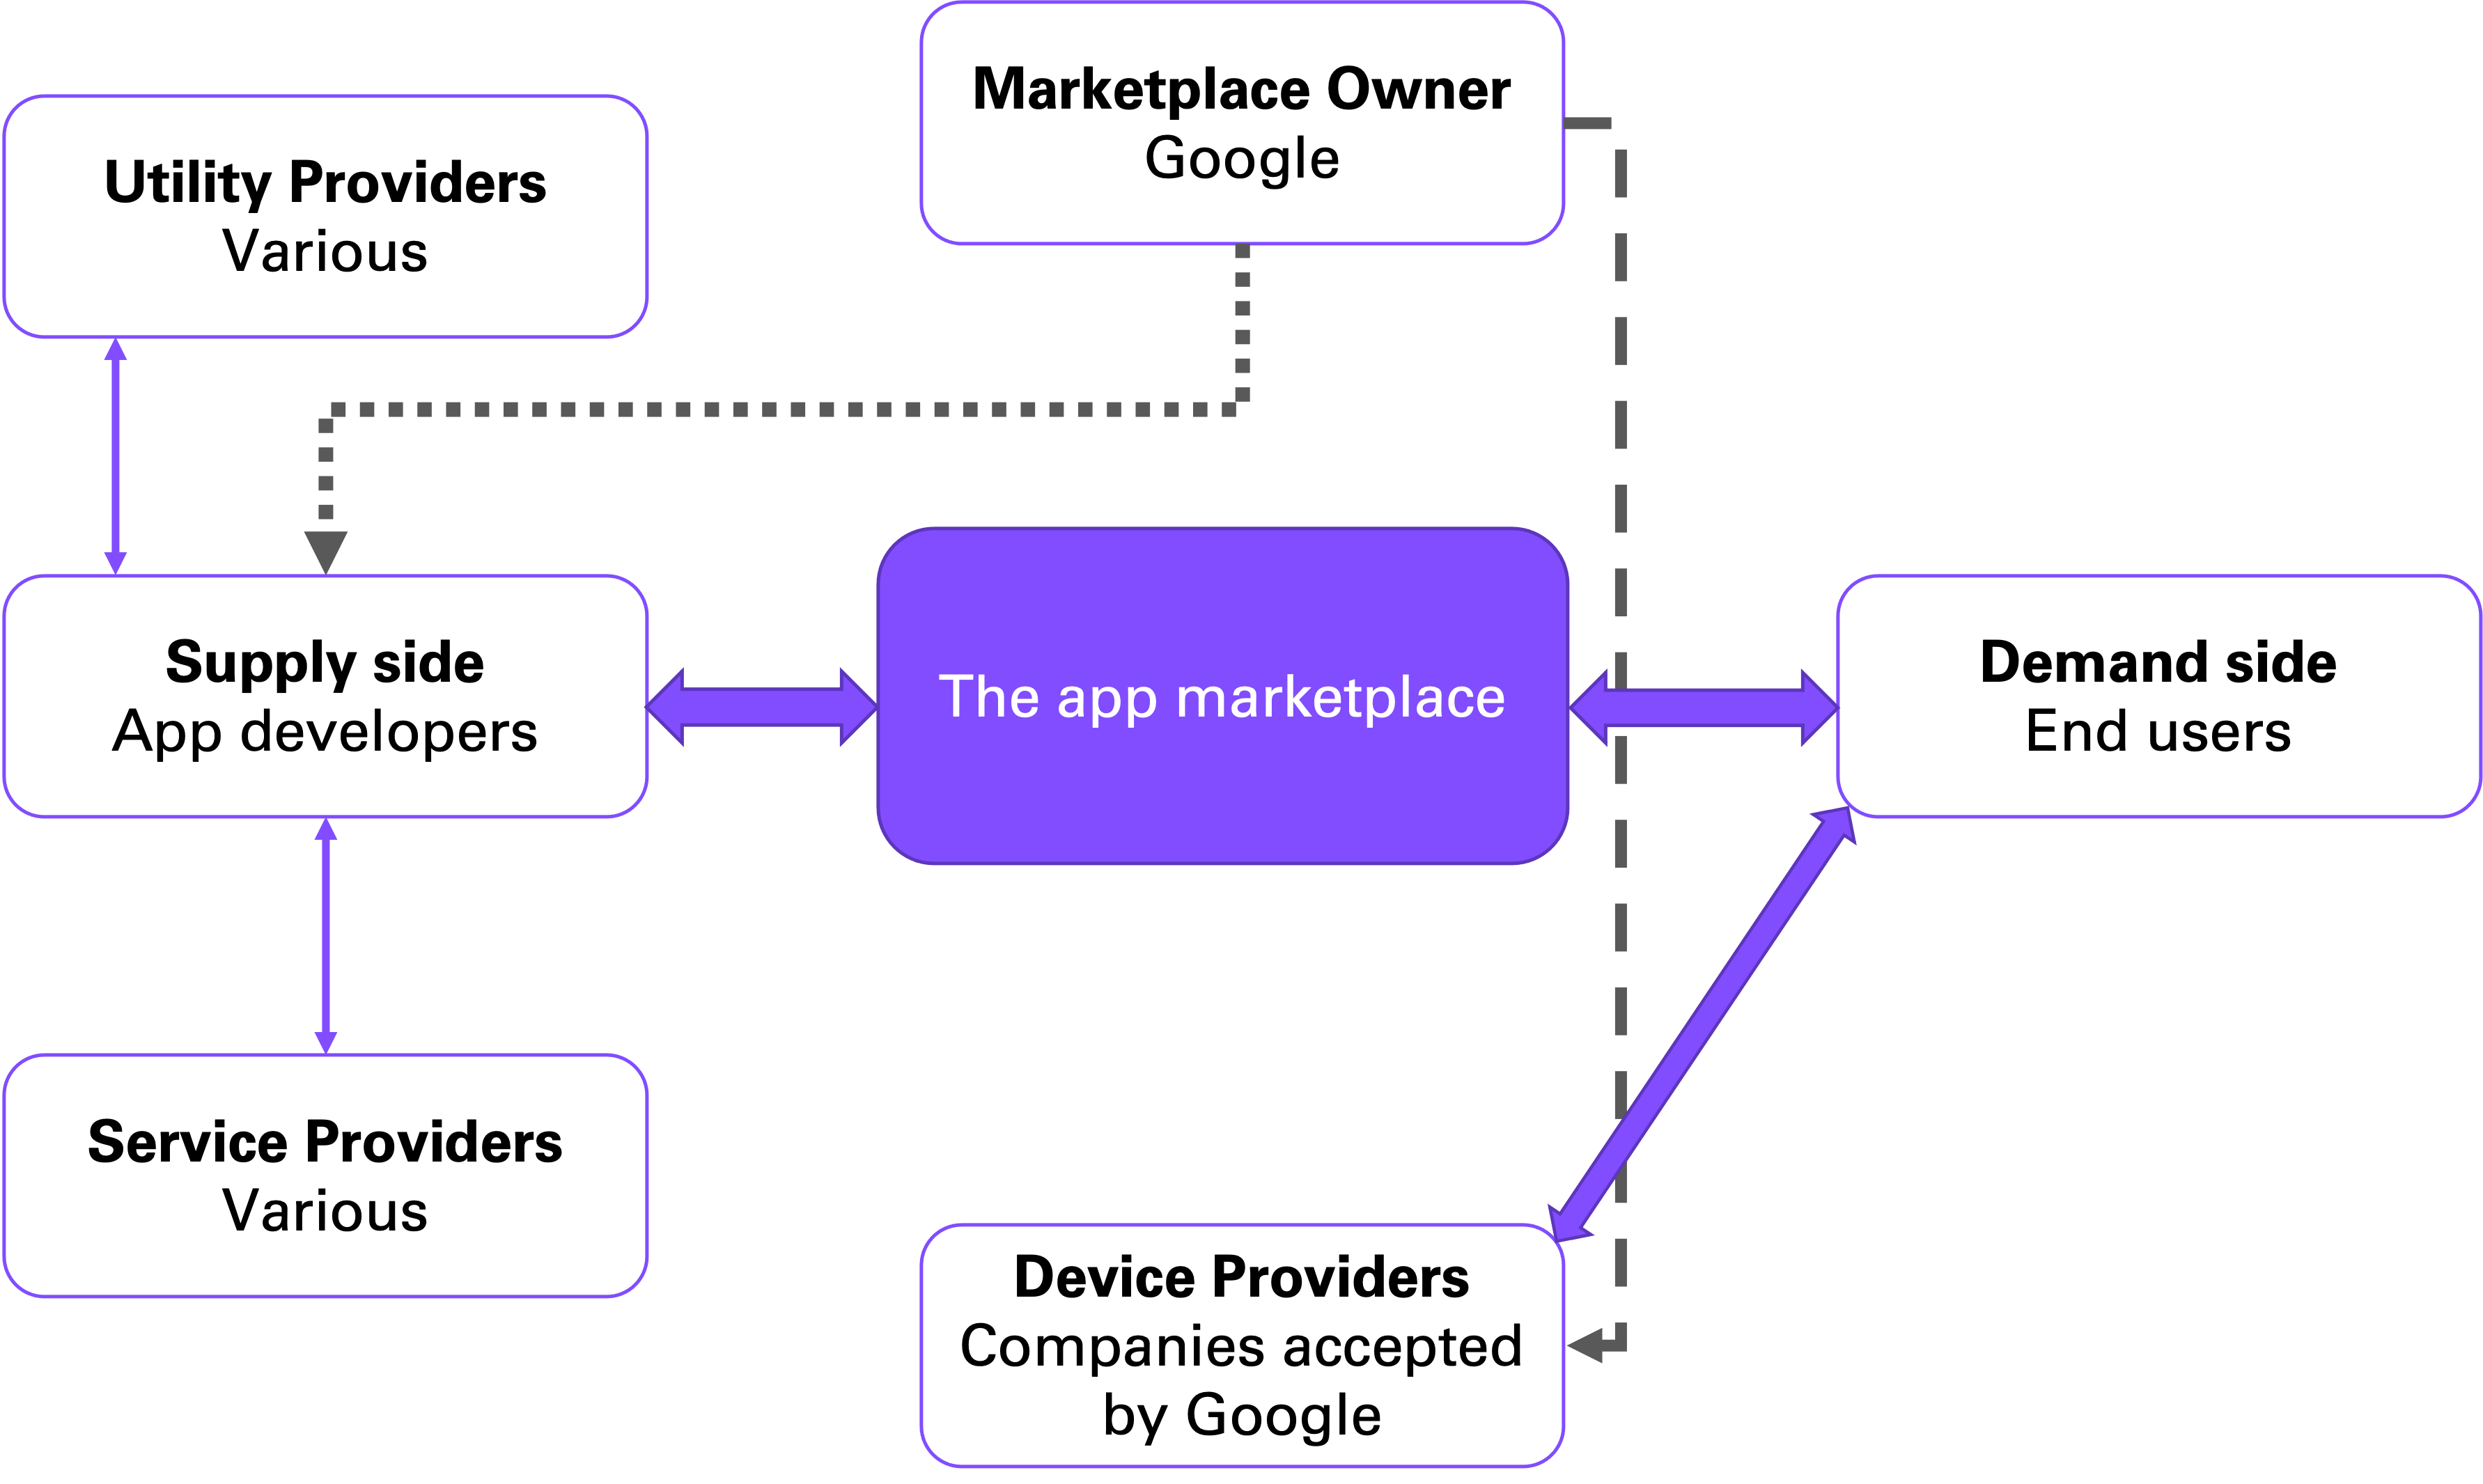 Marketplace Owner
Google
Utility Providers
Various
Supply side
App developers
The app marketplace
Demand side
End users
Service Providers
Various
Device Providers
Companies accepted
by Google